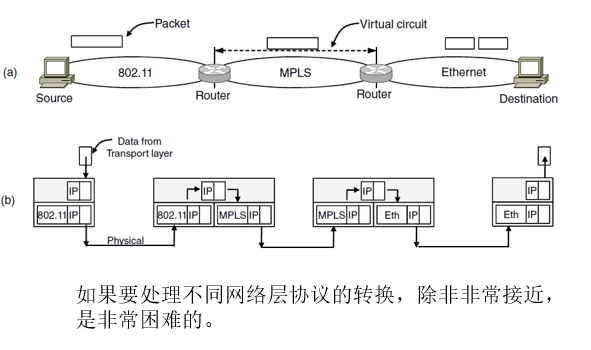 Packet
Virtual circuit
(a)
802.11
MPLS
Ethernet
Source
Router
Router
Destination
Data from
Transport layer
(b)
IP
IP
IP
IP
802.11 IP
802.11 IP
MPLS IP
MPLS IP
Eth IP
Eth IP
Physical
如果要处理不同网络层协议的转换，除非非常接近，
是非常困难的。